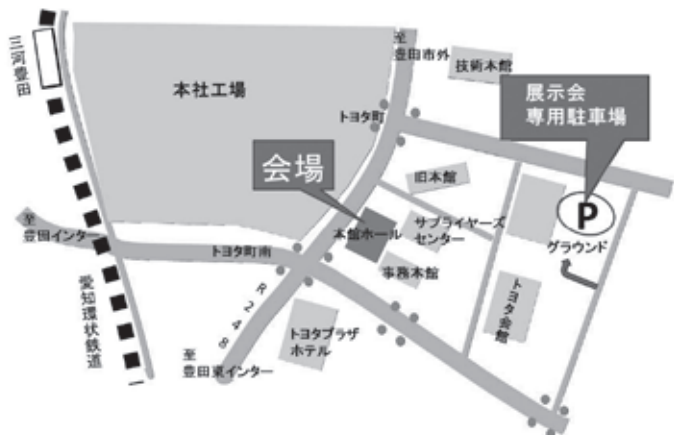 三河豊田
本社工場
至
豊田市外
技術本館
展示会
専用駐車場
トヨタ町
会場
旧本館
P
グラウンド
サプライヤーズ
センター
本館ホール
事務本館
トヨタ会館
至
豊田インター
トヨタ町南
愛知環状鉄道
R248
トヨタプラザ
ホテル
至
豊田東インター